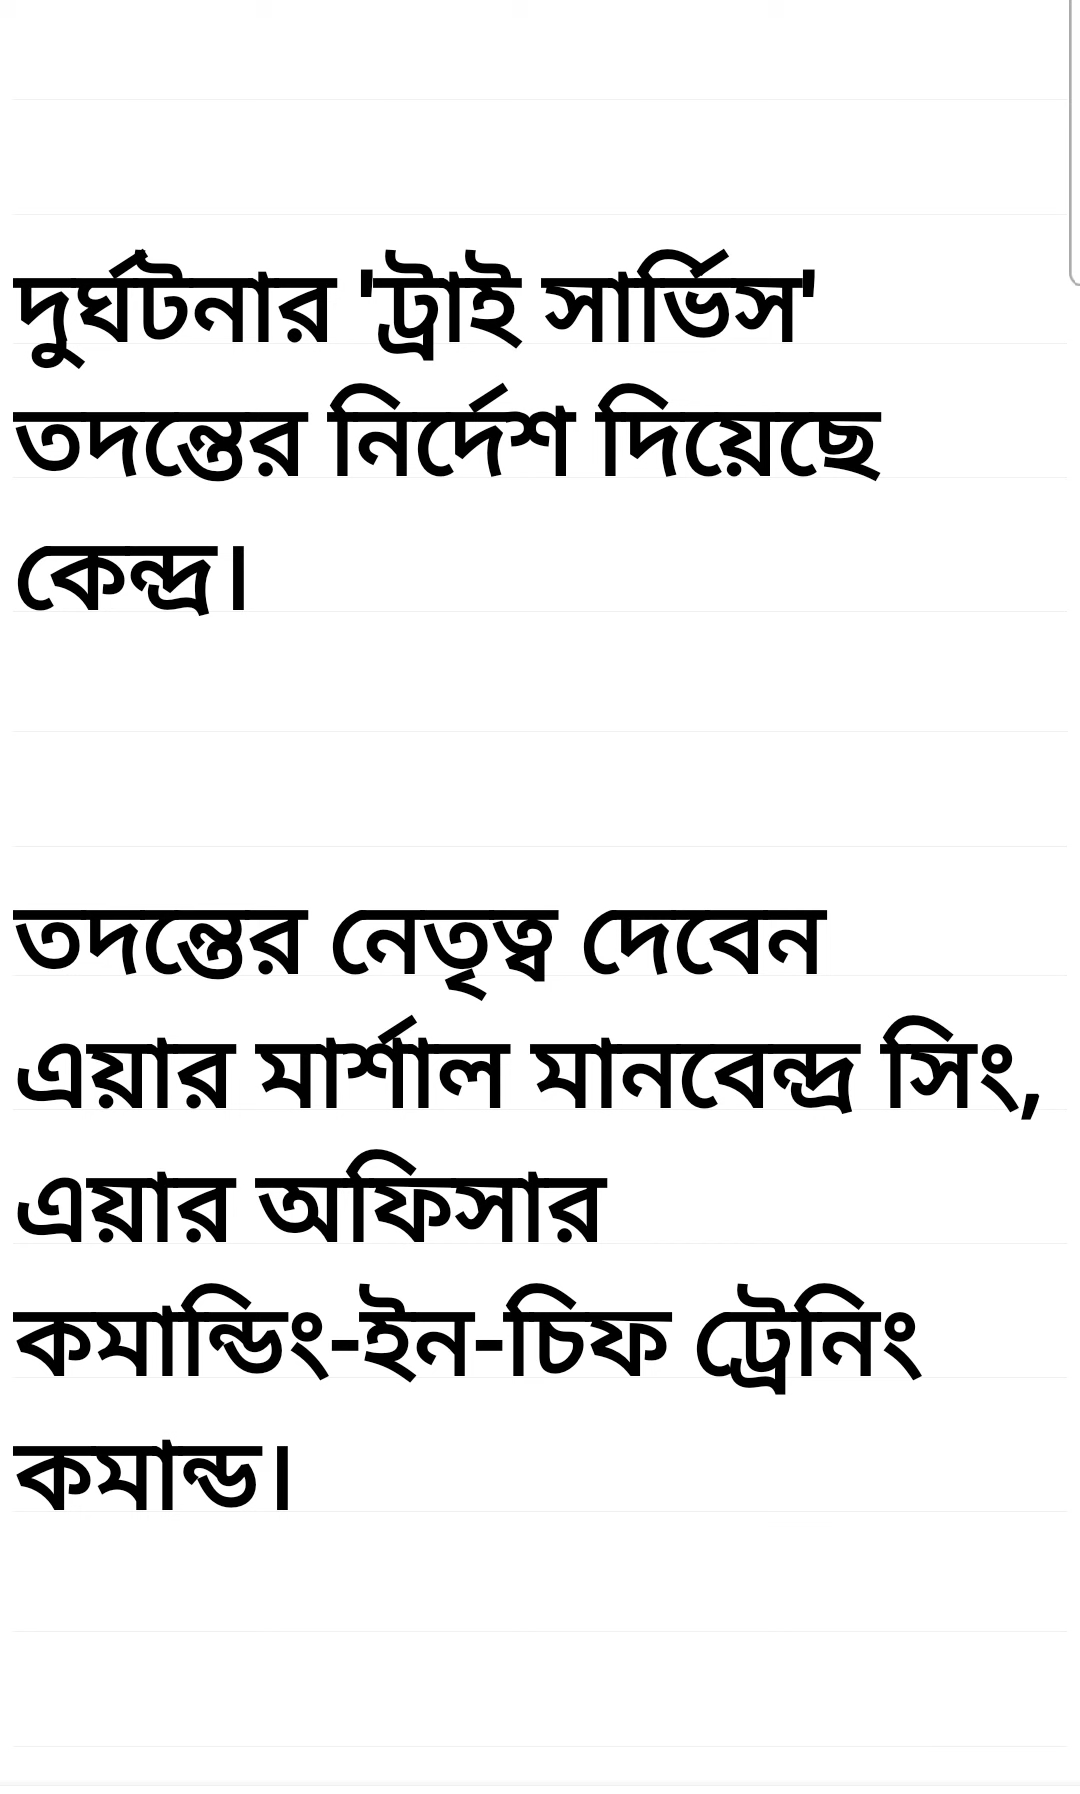 দুর্ঘটনার 'ট্রাই সার্ভিস'
তদন্তের নির্দেশ দিয়েছে
কেন্দ্র।
তদন্তের নেতৃত্ব দেবেন
এয়ার মার্শাল মানবেন্দ্র সিং,
এয়ার অফিসার
কমান্ডিং-ইন-চিফ ট্রেনিং
কমান্ড।